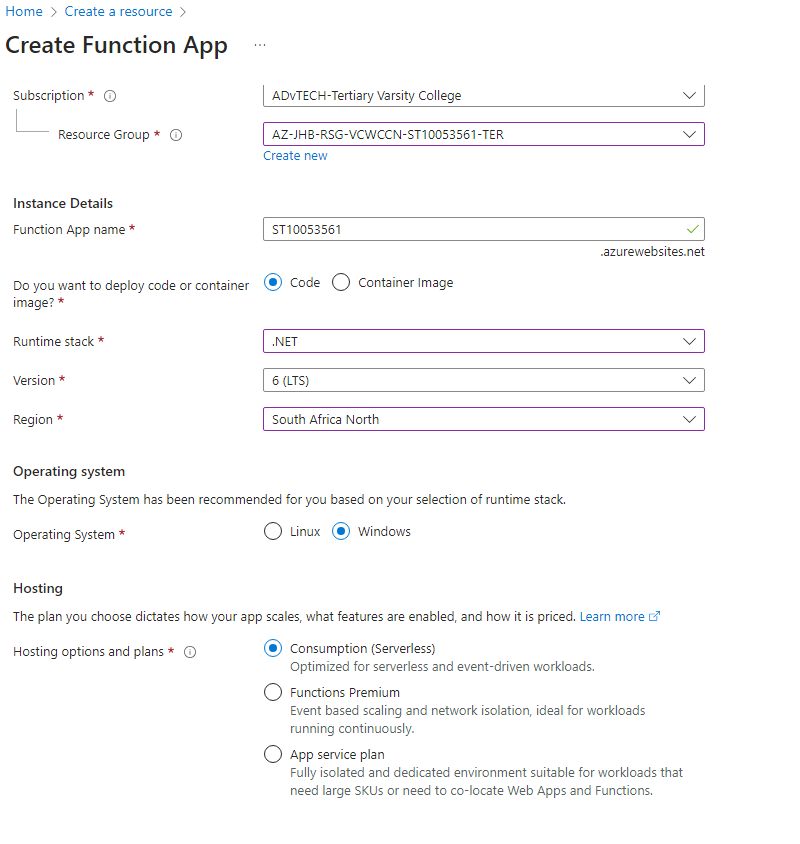 Home > Create a resource >
Create Function App ...
Subscription * ADvTECH-Tertiary Varsity College
Resource Group * AZ-JHB-RSG-VCWCCN-ST10053561-TER
Create new
Instance Details
Function App name * ST10053561
.azurewebsites.net
Do you want to deploy code or container Code Container Image
image? *
Runtime stack * .NET
Version * 6 (LTS)
Region * South Africa North
Operating system
The Operating System has been recommended for you based on your selection of runtime stack.
Operating System * Linux Windows
Hosting
The plan you choose dictates how your app scales, what features are enabled, and how it is priced. Learn more
Hosting options and plans * Consumption (Serverless)
Optimized for serverless and event-driven workloads.
Functions Premium
Event based scaling and network isolation, ideal for workloads
running continuously.
App service plan
Fully isolated and dedicated environment suitable for workloads that
need large SKUs or need to co-locate Web Apps and Functions.